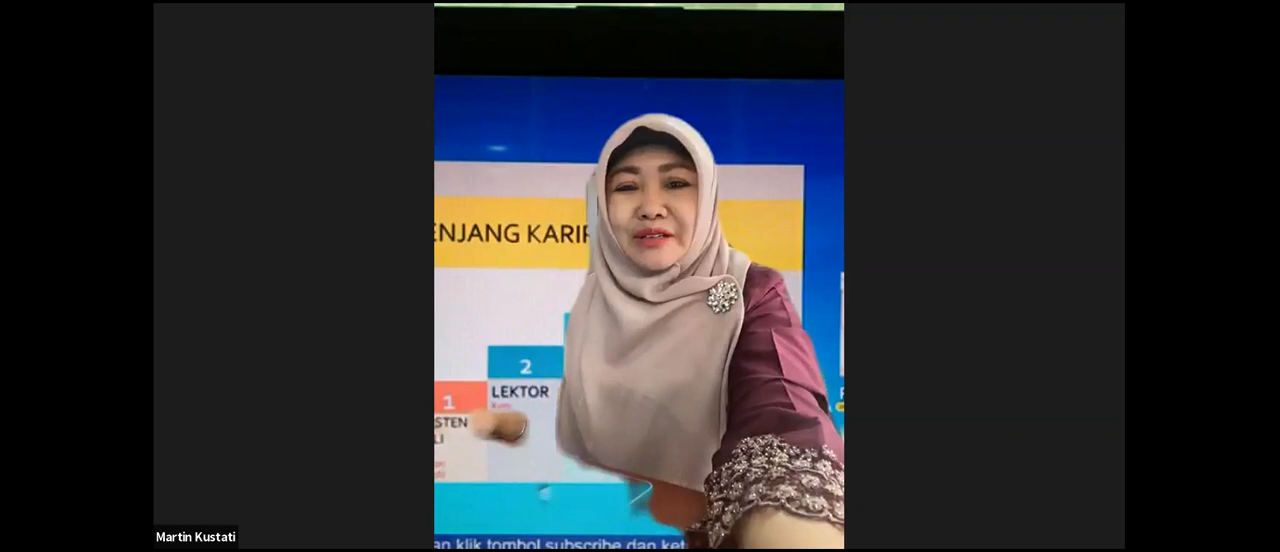 ENJANG KARIR
2
LEKTOR
1
STEN
LI
an klik tombol subscribe dan ket
Martin Kustati